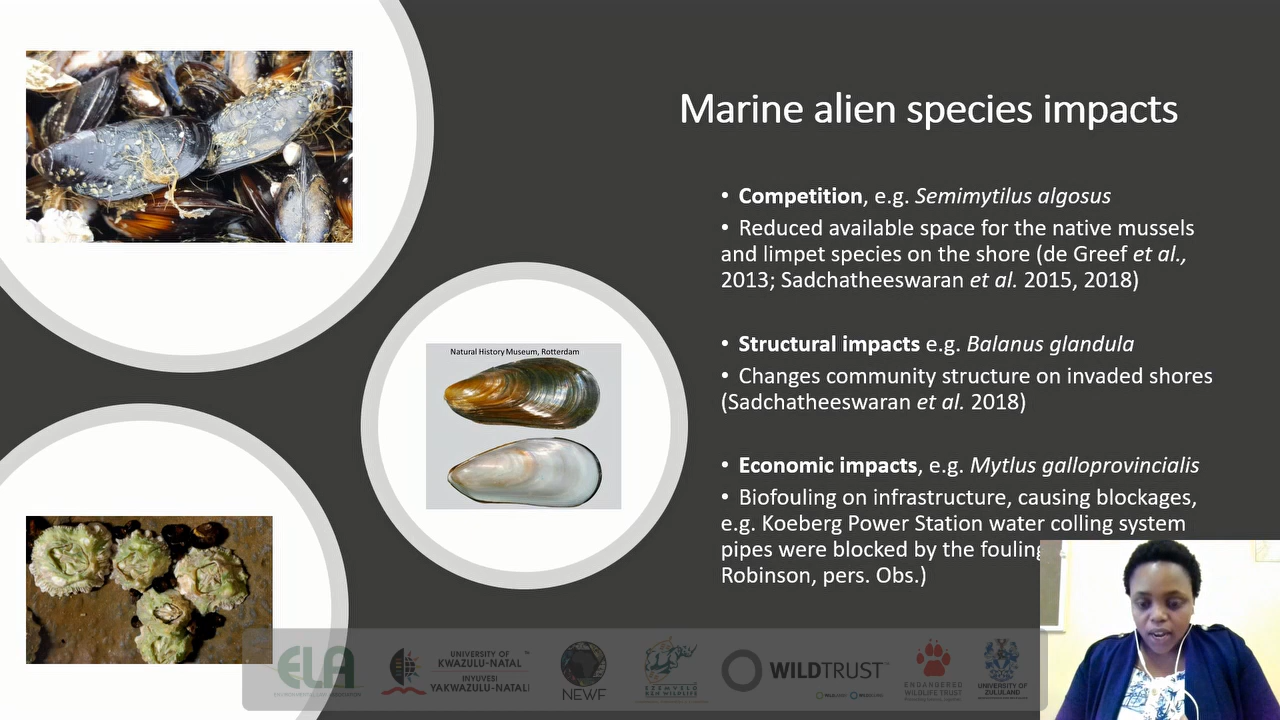 Marine alien species impacts
• Competition, e.g. Semimytilus algosus
• Reduced available space for the native mussels
and limpet species on the shore (de Greef et al.,
2013; Sadchatheeswaran et al. 2015, 2018)
• Structural impacts e.g. Balanus glandula
• Changes community structure on invaded shores
(Sadchatheeswaran et al. 2018)
• Economic impacts, e.g. Mytlus galloprovincialis
• Biofouling on infrastructure, causing blockages,
e.g. Koeberg Power Station water colling system
pipes were blocked by the fouling
Robinson, pers. Obs.)
Natural History Museum, Rotterdam
ELA
UNIVERSITY OF
KWAZULU-NATAL
INYUVESI
YAKWAZULU-NATALI
NEWF
EZEMVELO
KZN WILDLIFE
WILDTRUST
ENDANGERED
WILDLIFE TRUST
UNIVERSITY OF
ZULULAND